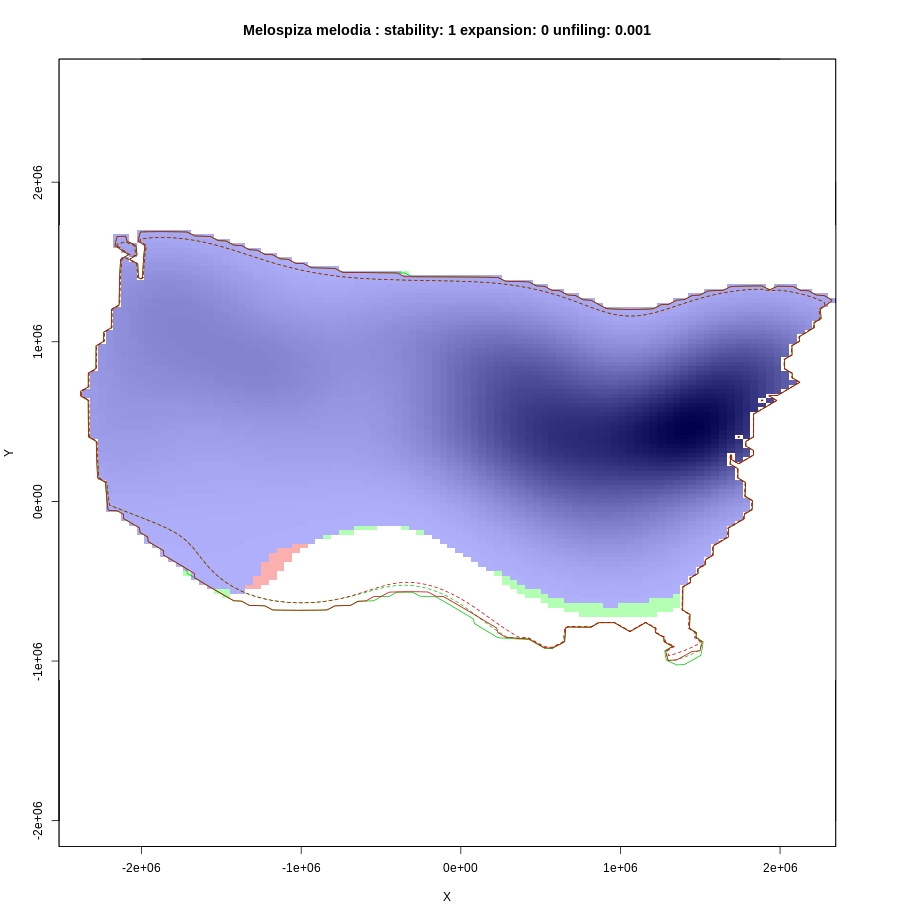 Melospiza melodia : stability: 1 expansion: 0 unfiling: 0.001
2e+06
1e+06
0e+00
-1e+06
-2e+06
Y
-2e+06 -1e+06 0e+00 1e+06 2e+06
X